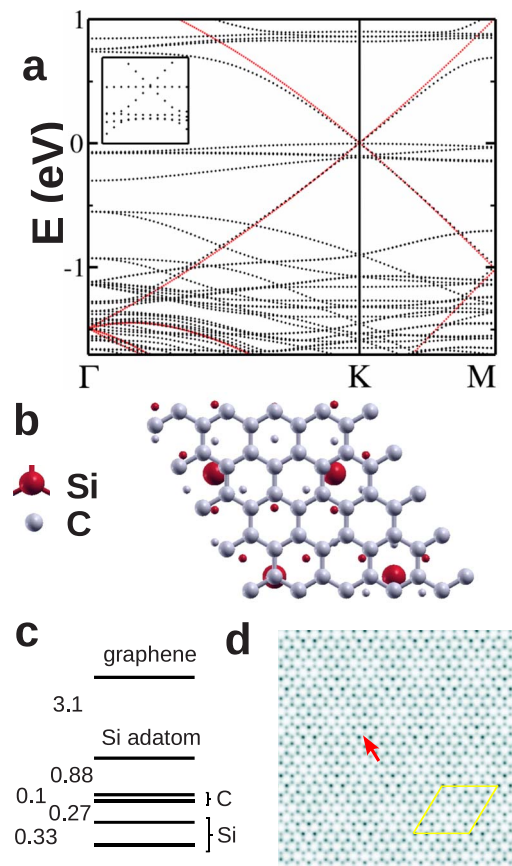 a
1
0
-1
E (eV)
Γ K M
b
Si
C
c
graphene
3.1
Si adatom
0.88
0.1
C
0.27
Si
0.33
d